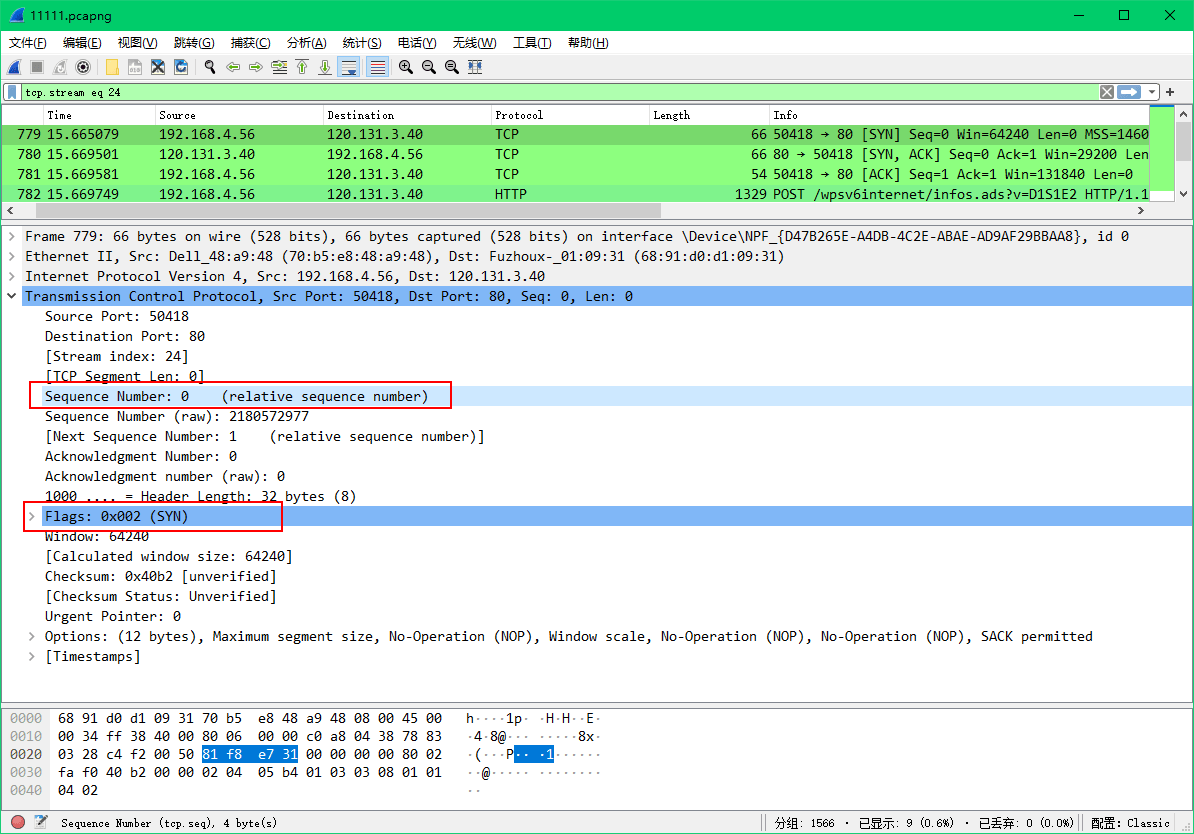 11111.pcapng
文件(F) 编辑(E) 视图(V) 跳转(G) 捕获(C) 分析(A) 统计(S) 电话(Y) 无线(W) 工具(T) 帮助(H)
tcp.stream eq 24
Time Source Destination Protocol Length Info
779 15.665079 192.168.4.56 120.131.3.40 TCP 66 50418 → 80 [SYN] Seq=0 Win=64240 Len=0 MSS=1460
780 15.669501 120.131.3.40 192.168.4.56 TCP 66 80 → 50418 [SYN, ACK] Seq=0 Ack=1 Win=29200 Len
781 15.669581 192.168.4.56 120.131.3.40 TCP 54 50418 → 80 [ACK] Seq=1 Ack=1 Win=131840 Len=0
782 15.669749 192.168.4.56 120.131.3.40 HTTP 1329 POST /wpsv6internet/infos.ads?v=D1S1E2 HTTP/1.1
Frame 779: 66 bytes on wire (528 bits), 66 bytes captured (528 bits) on interface \Device\NPF_{D47B265E-A4DB-4C2E-ABAE-AD9AF29BBAA8}, id 0
Ethernet II, Src: Dell_48:a9:48 (70:b5:e8:48:a9:48), Dst: Fuzhoux-_01:09:31 (68:91:d0:d1:09:31)
Internet Protocol Version 4, Src: 192.168.4.56, Dst: 120.131.3.40
Transmission Control Protocol, Src Port: 50418, Dst Port: 80, Seq: 0, Len: 0
Source Port: 50418
Destination Port: 80
[Stream index: 24]
[TCP Segment Len: 0]
Sequence Number: 0 (relative sequence number)
Sequence Number (raw): 2180572977
[Next Sequence Number: 1 (relative sequence number)]
Acknowledgment Number: 0
Acknowledgment number (raw): 0
1000 .... = Header Length: 32 bytes (8)
Flags: 0x002 (SYN)
Window: 64240
[Calculated window size: 64240]
Checksum: 0x40b2 [unverified]
[Checksum Status: Unverified]
Urgent Pointer: 0
Options: (12 bytes), Maximum segment size, No-Operation (NOP), Window scale, No-Operation (NOP), No-Operation (NOP), SACK permitted
[Timestamps]
0000 68 91 d0 d1 09 31 70 b5 e8 48 a9 48 08 00 45 00 h····1p· ·H·H··E·
0010 00 34 ff 38 40 00 80 06 00 00 c0 a8 04 38 78 83 ·4·8@··· ·····8x·
0020 03 28 c4 f2 00 50 81 f8 e7 31 00 00 00 00 80 02 ·(···P·· ·1······
0030 fa f0 40 b2 00 00 02 04 05 b4 01 03 03 08 01 01 ··@····· ········
0040 04 02 ··
Sequence Number (tcp.seq), 4 byte(s) 分组: 1566 · 已显示: 9 (0.6%) · 已丢弃: 0 (0.0%) 配置: Classic